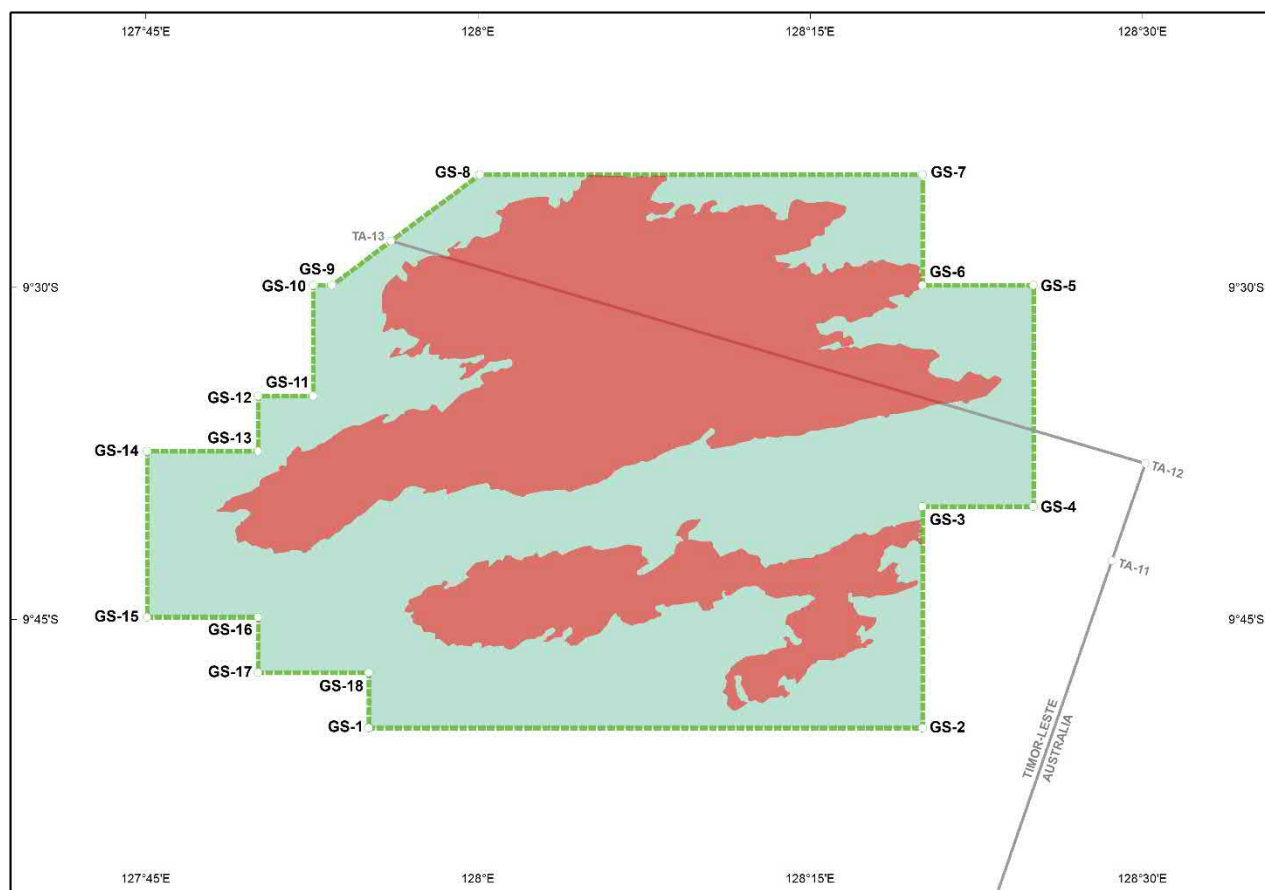 127°45'E
128°E
128°15'E
128°30'E
GS-8
GS-7
TA-13
GS-9
GS-10
GS-6
GS-5
9°30'S
9°30'S
GS-11
GS-12
GS-13
GS-14
TA-12
GS-3
GS-4
TA-11
GS-15
GS-16
9°45'S
9°45'S
GS-17
GS-18
GS-1
GS-2
TIMOR-LESTE
AUSTRALIA
127°45'E
128°E
128°15'E
128°30'E